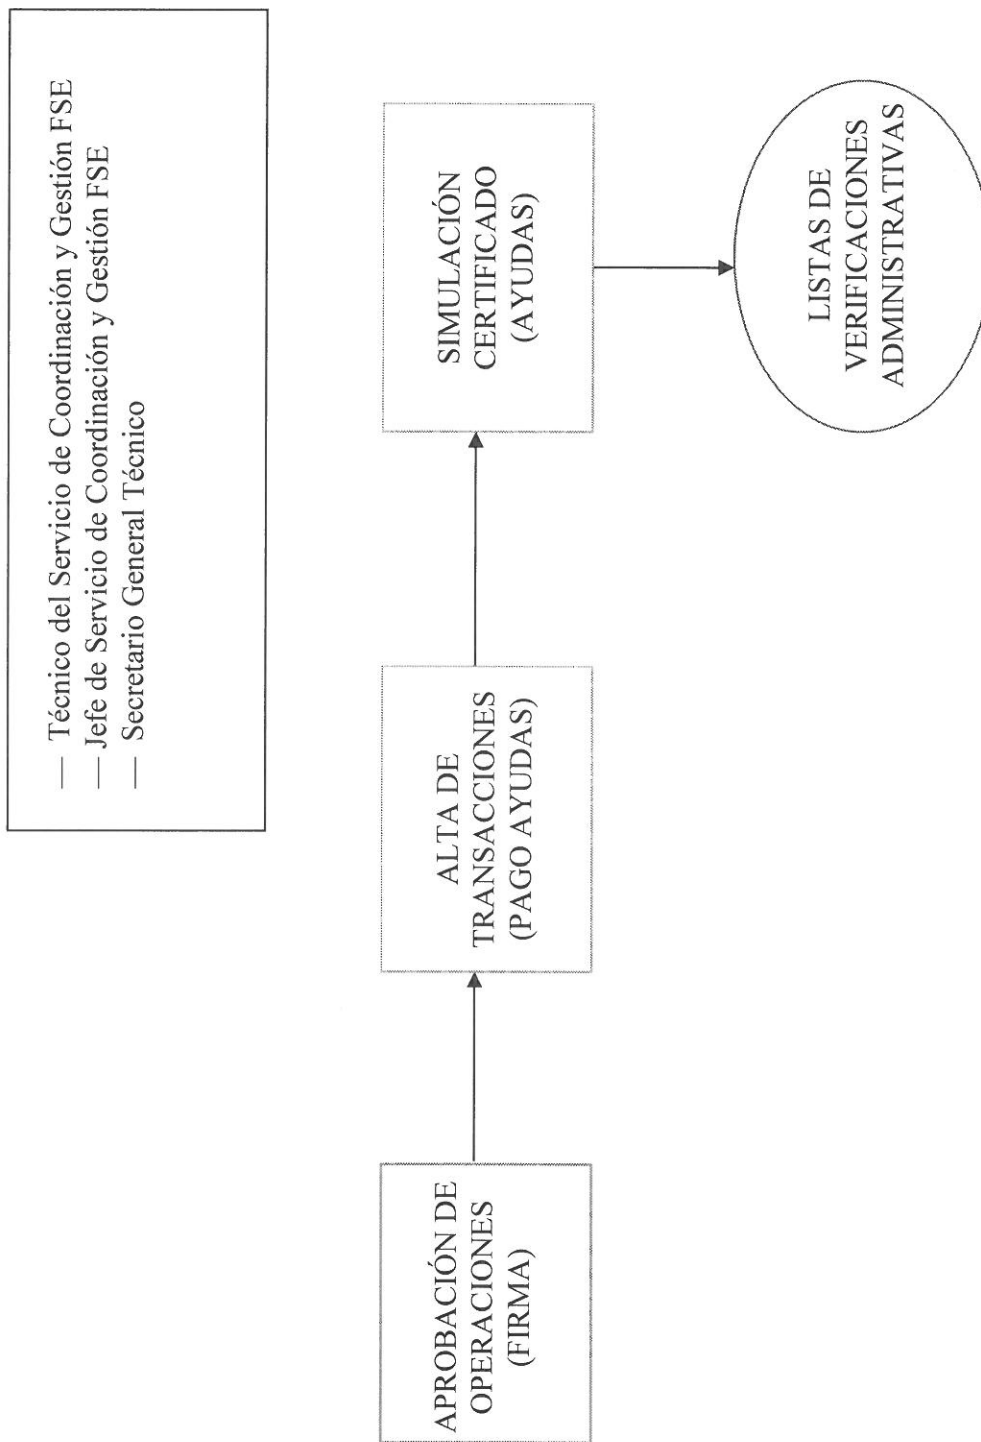 — Técnico del Servicio de Coordinación y Gestión FSE
— Jefe de Servicio de Coordinación y Gestión FSE
— Secretario General Técnico
APROBACIÓN DE
OPERACIONES
(FIRMA)
ALTA DE
TRANSACCIONES
(PAGO AYUDAS)
SIMULACIÓN
CERTIFICADO
(AYUDAS)
LISTAS DE
VERIFICACIONES
ADMINISTRATIVAS